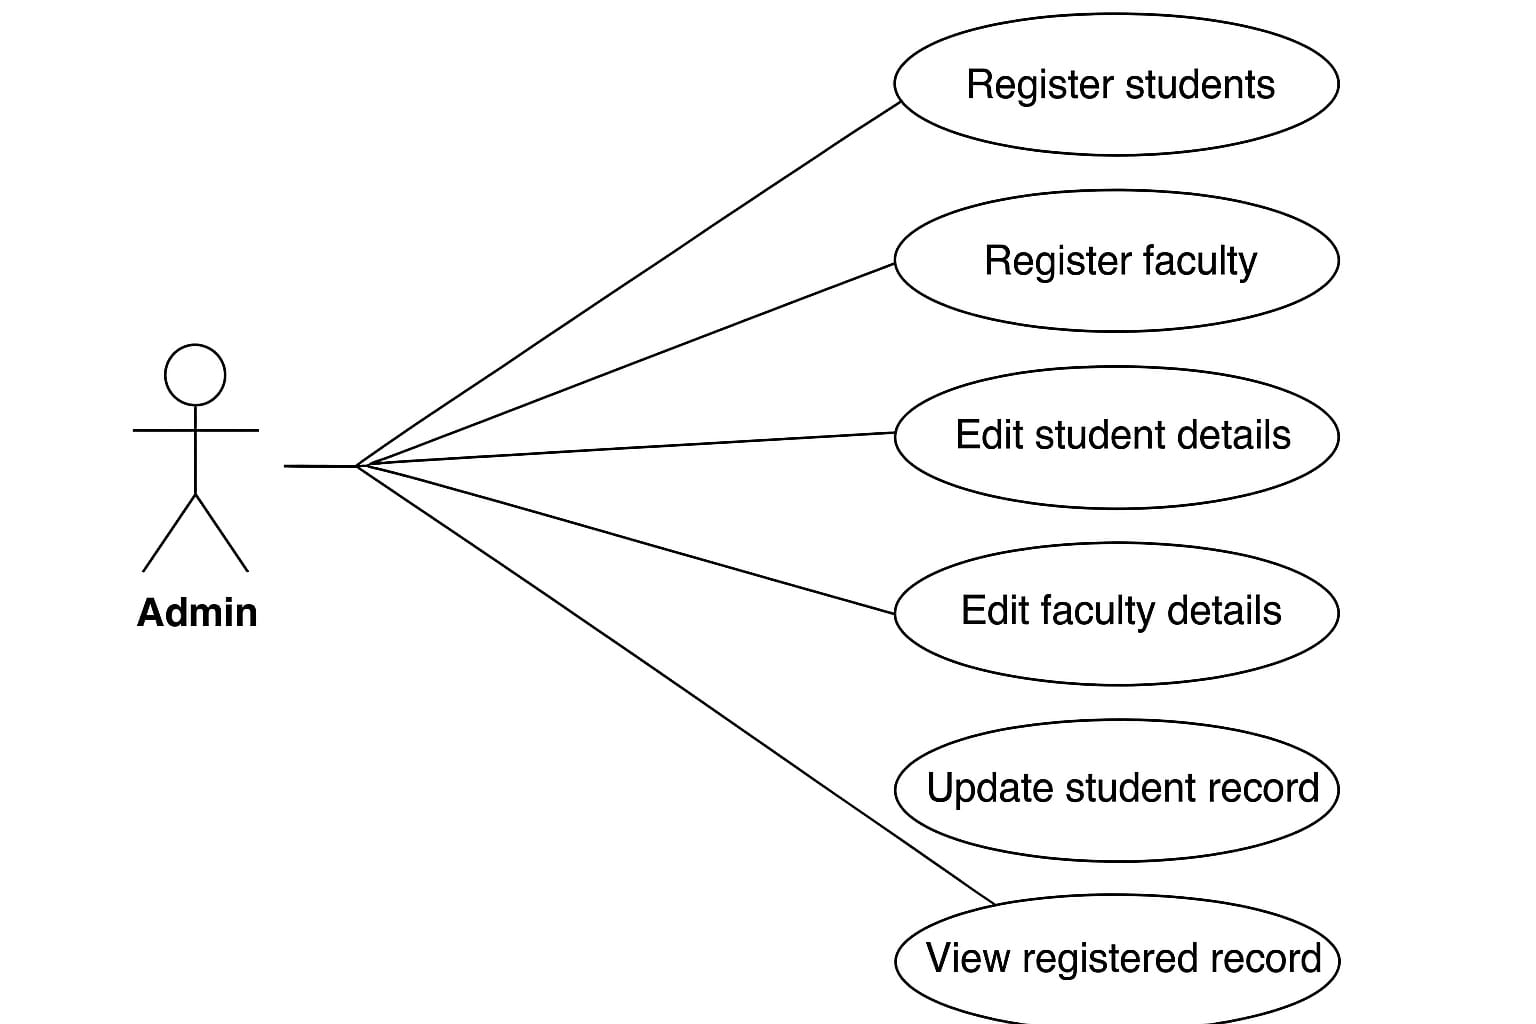 Register students
Register faculty
Edit student details
Edit faculty details
Update student record
View registered record
Admin